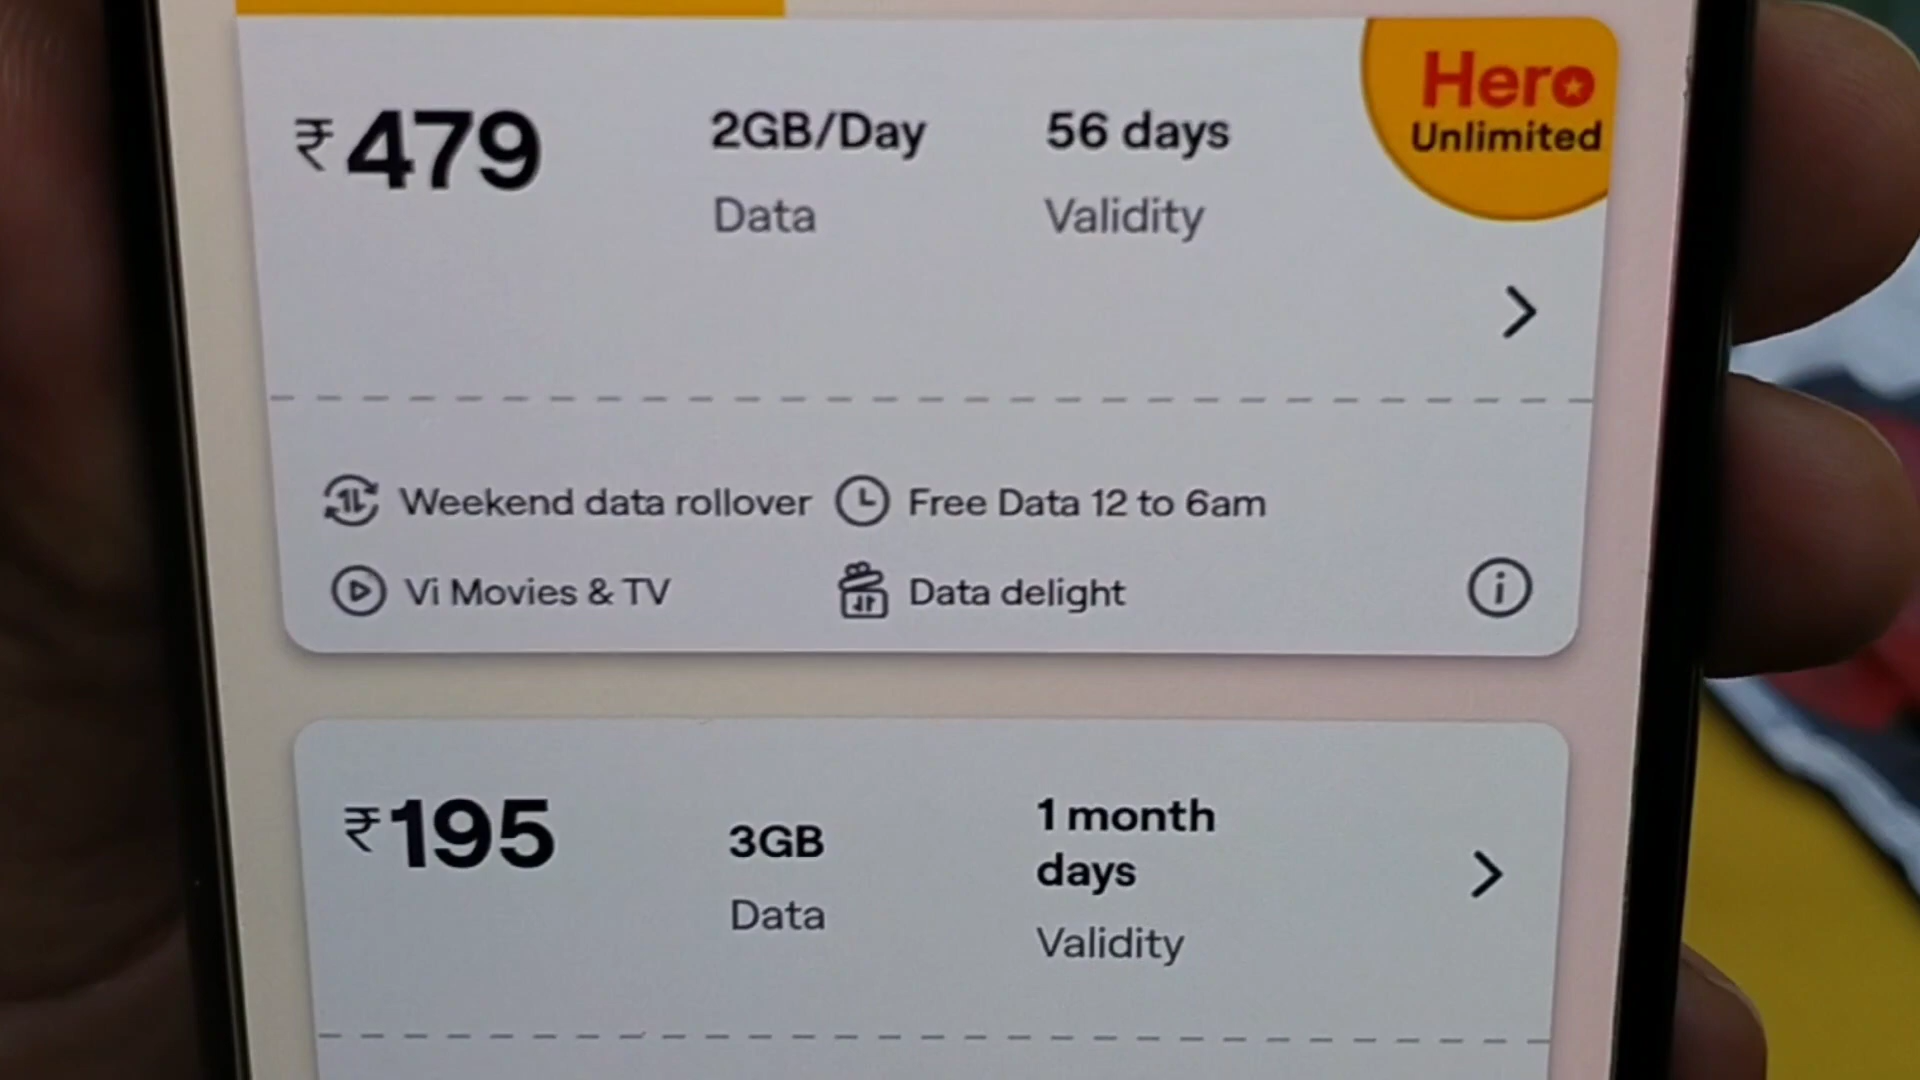 ₹479
2GB/Day
Data
56 days
Validity
Hero
Unlimited
Weekend data rollover
Free Data 12 to 6am
Vi Movies & TV
Data delight
₹195
3GB
Data
1 month
days
Validity